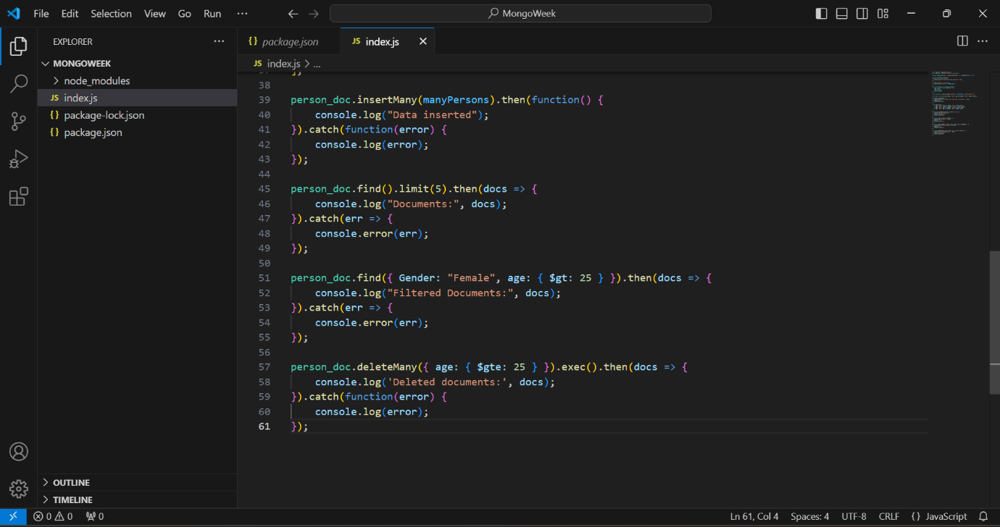 File Edit Selection View Go Run ··· MongoWeek
EXPLORER ···
MONGOWEEK
node_modules
JS index.js
{} package-lock.json
{} package.json
OUTLINE
TIMELINE
{} package.json JS index.js
JS index.js > ...
38
39 person_doc.insertMany(manyPersons).then(function() {
40 console.log("Data inserted");
41 }).catch(function(error) {
42 console.log(error);
43 });
44
45 person_doc.find().limit(5).then(docs => {
46 console.log("Documents:", docs);
47 }).catch(err => {
48 console.error(err);
49 });
50
51 person_doc.find({ Gender: "Female", age: { $gt: 25 } }).then(docs => {
52 console.log("Filtered Documents:", docs);
53 }).catch(err => {
54 console.error(err);
55 });
56
57 person_doc.deleteMany({ age: { $gte: 25 } }).exec().then(docs => {
58 console.log('Deleted documents:', docs);
59 }).catch(function(error) {
60 console.log(error);
61 });
0 0 0 Ln 61, Col 4 Spaces: 4 UTF-8 CRLF {} JavaScript